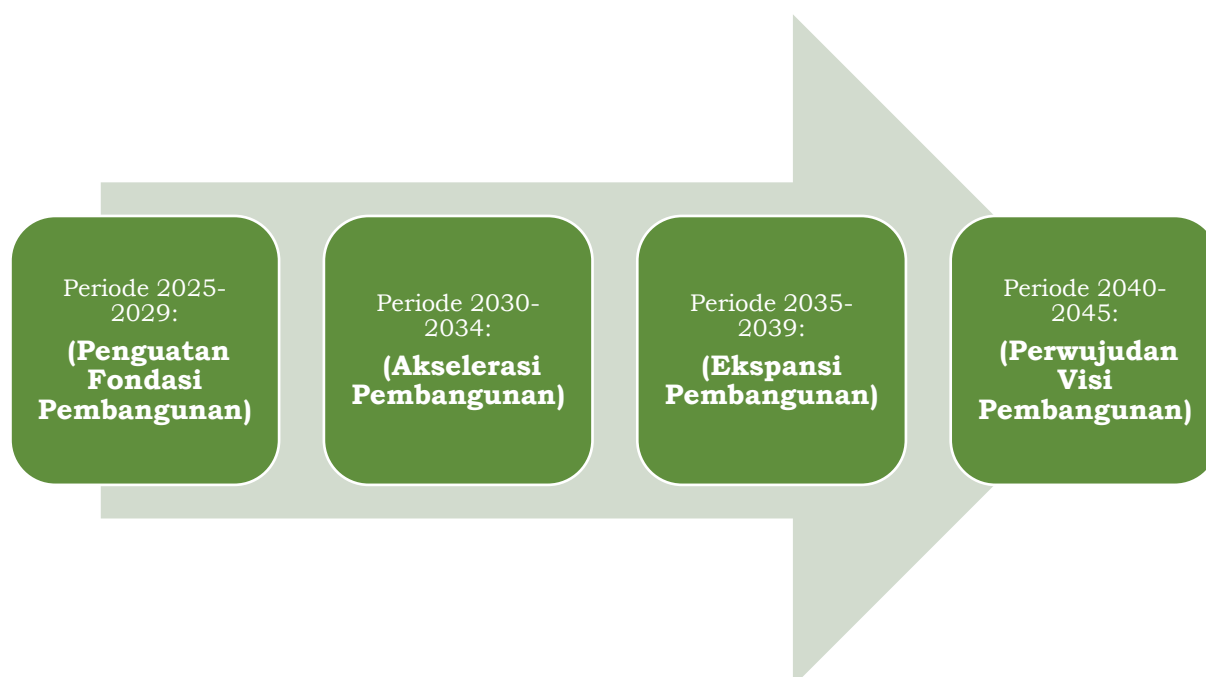 Periode 2025-
2029:
(Penguatan
Fondasi
Pembangunan)
Periode 2030-
2034:
(Akselerasi
Pembangunan)
Periode 2035-
2039:
(Ekspansi
Pembangunan)
Periode 2040-
2045:
(Perwujudan
Visi
Pembangunan)